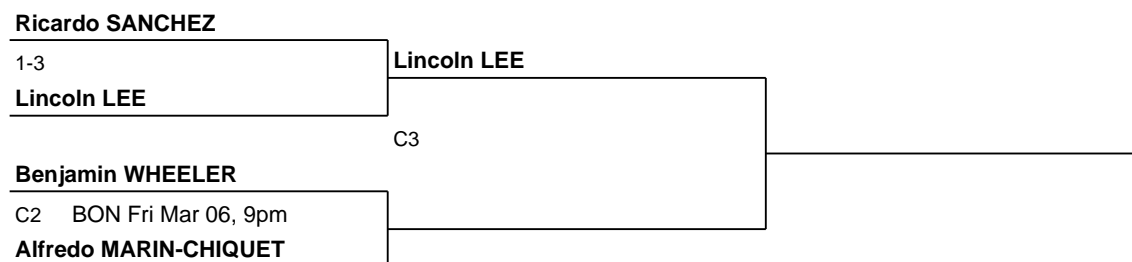 Ricardo SANCHEZ
1-3
Lincoln LEE
Lincoln LEE
C3
Benjamin WHEELER
C2 BON Fri Mar 06, 9pm
Alfredo MARIN-CHIQUET